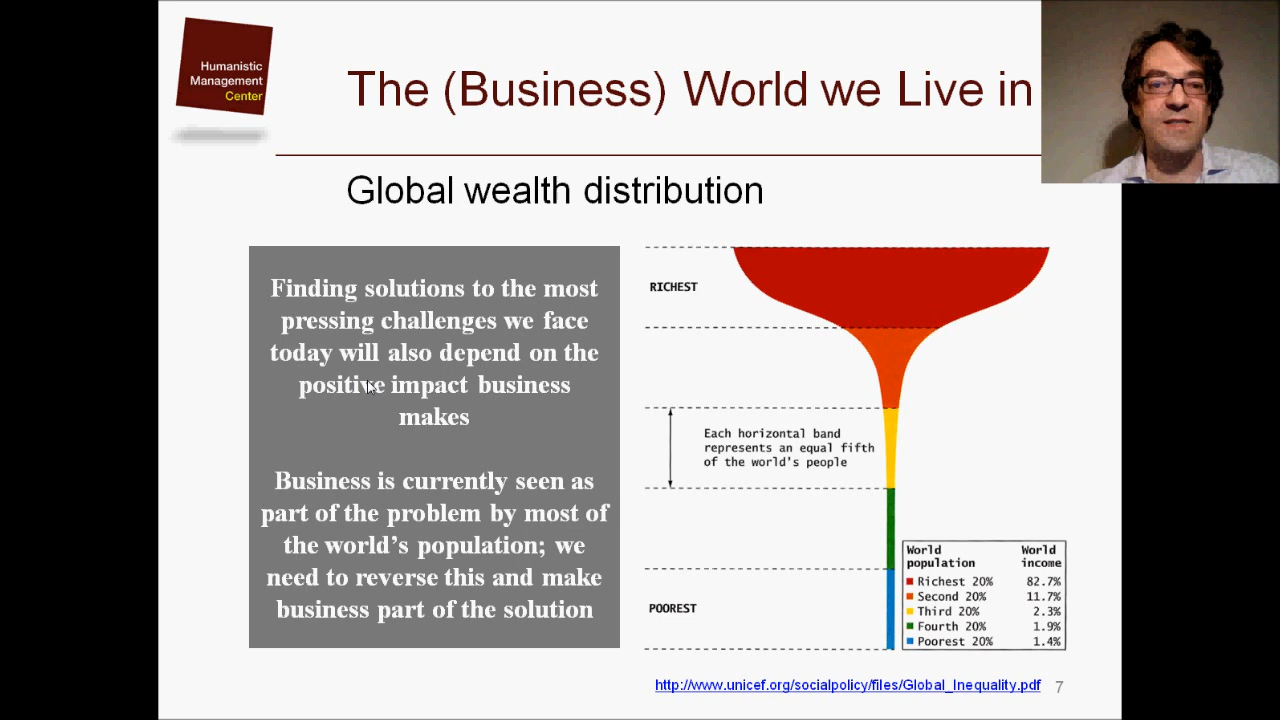 Humanistic
Management
Center
The (Business) World we Live in
Global wealth distribution
Finding solutions to the most
pressing challenges we face
today will also depend on the
positive impact business
makes
Business is currently seen as
part of the problem by most of
the world's population; we
need to reverse this and make
business part of the solution
RICHEST
Each horizontal band
represents an equal fifth
of the world's people
POOREST
World population World income
Richest 20% 82.7%
Second 20% 11.7%
Third 20% 2.3%
Fourth 20% 1.9%
Poorest 20% 1.4%
http://www.unicef.org/socialpolicy/files/Global_Inequality.pdf 7